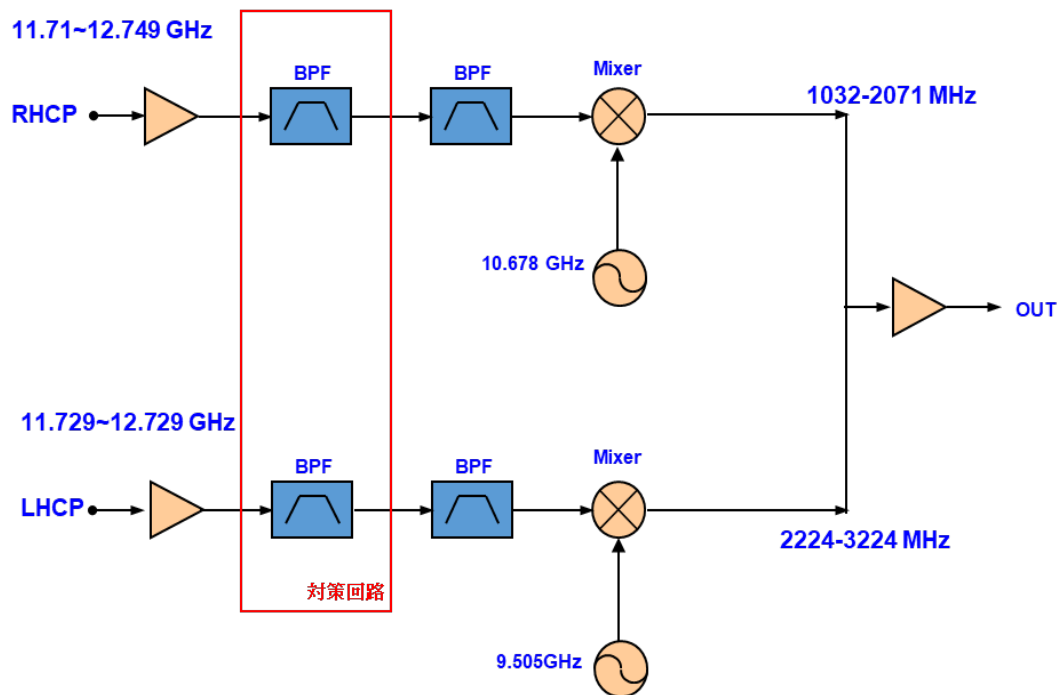 11.71~12.749 GHz
BPF
BPF
Mixer
RHCP
1032-2071 MHz
10.678 GHz
OUT
11.729~12.729 GHz
BPF
BPF
Mixer
LHCP
2224-3224 MHz
対策回路
9.505GHz